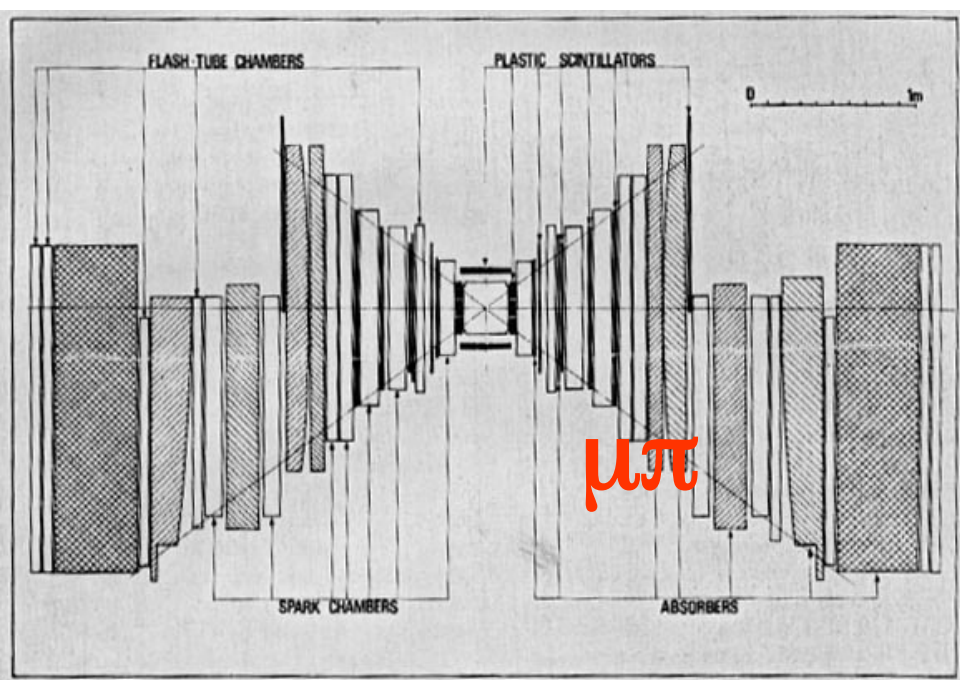 FLASH-TUBE CHAMBERS
PLASTIC SCINTILLATORS
0 1m
μπ
SPARK CHAMBERS
ABSORBERS